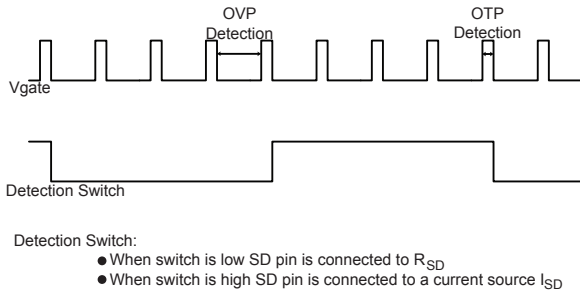 OVP
Detection
OTP
Detection
Vgate
Detection Switch
Detection Switch:
● When switch is low SD pin is connected to RSD
● When switch is high SD pin is connected to a current source ISD